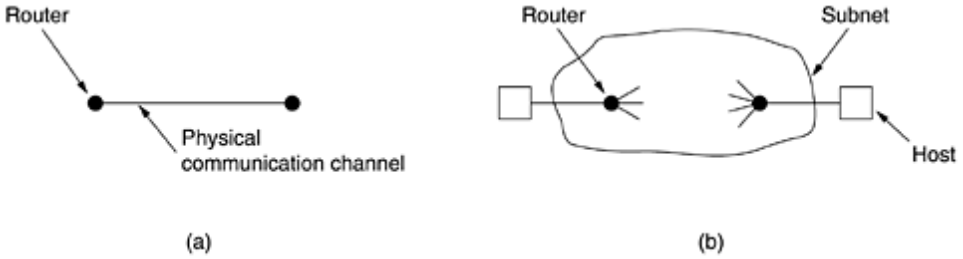 Router
Physical
communication channel
(a)
Router
Subnet
Host
(b)